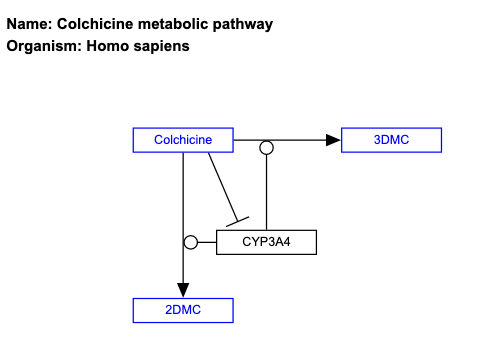 Name: Colchicine metabolic pathway
Organism: Homo sapiens
Colchicine
3DMC
CYP3A4
2DMC